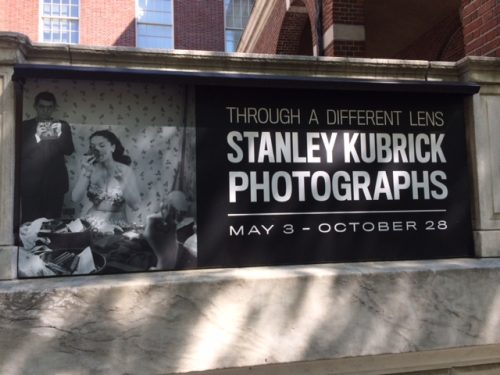 THROUGH A DIFFERENT LENS
STANLEY KUBRICK
PHOTOGRAPHS
MAY 3 – OCTOBER 28